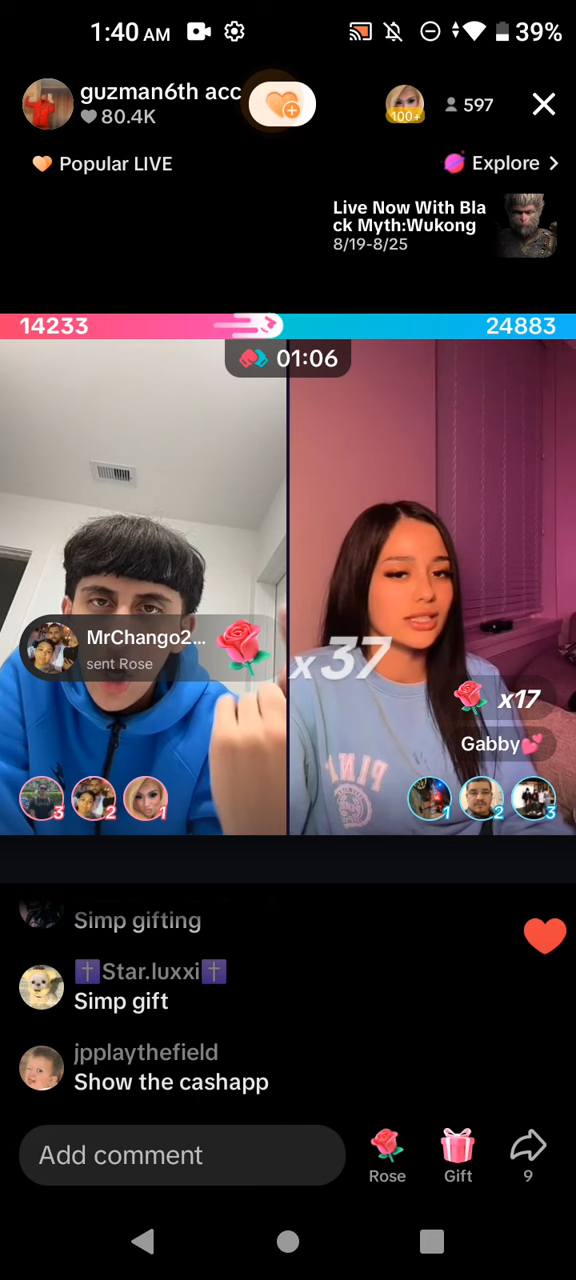 1:40 AM
39%
guzman6th acc
80.4K
100+
597
Popular LIVE
Explore
Live Now With Bla
ck Myth:Wukong
8/19-8/25
14233
24883
01:06
MrChango2...
sent Rose
x37
x17
Gabby💕
3
2
1
1
2
3
Simp gifting
✝️Star.luxxi✝️
Simp gift
jpplaythefield
Show the cashapp
Add comment
Rose
Gift
9